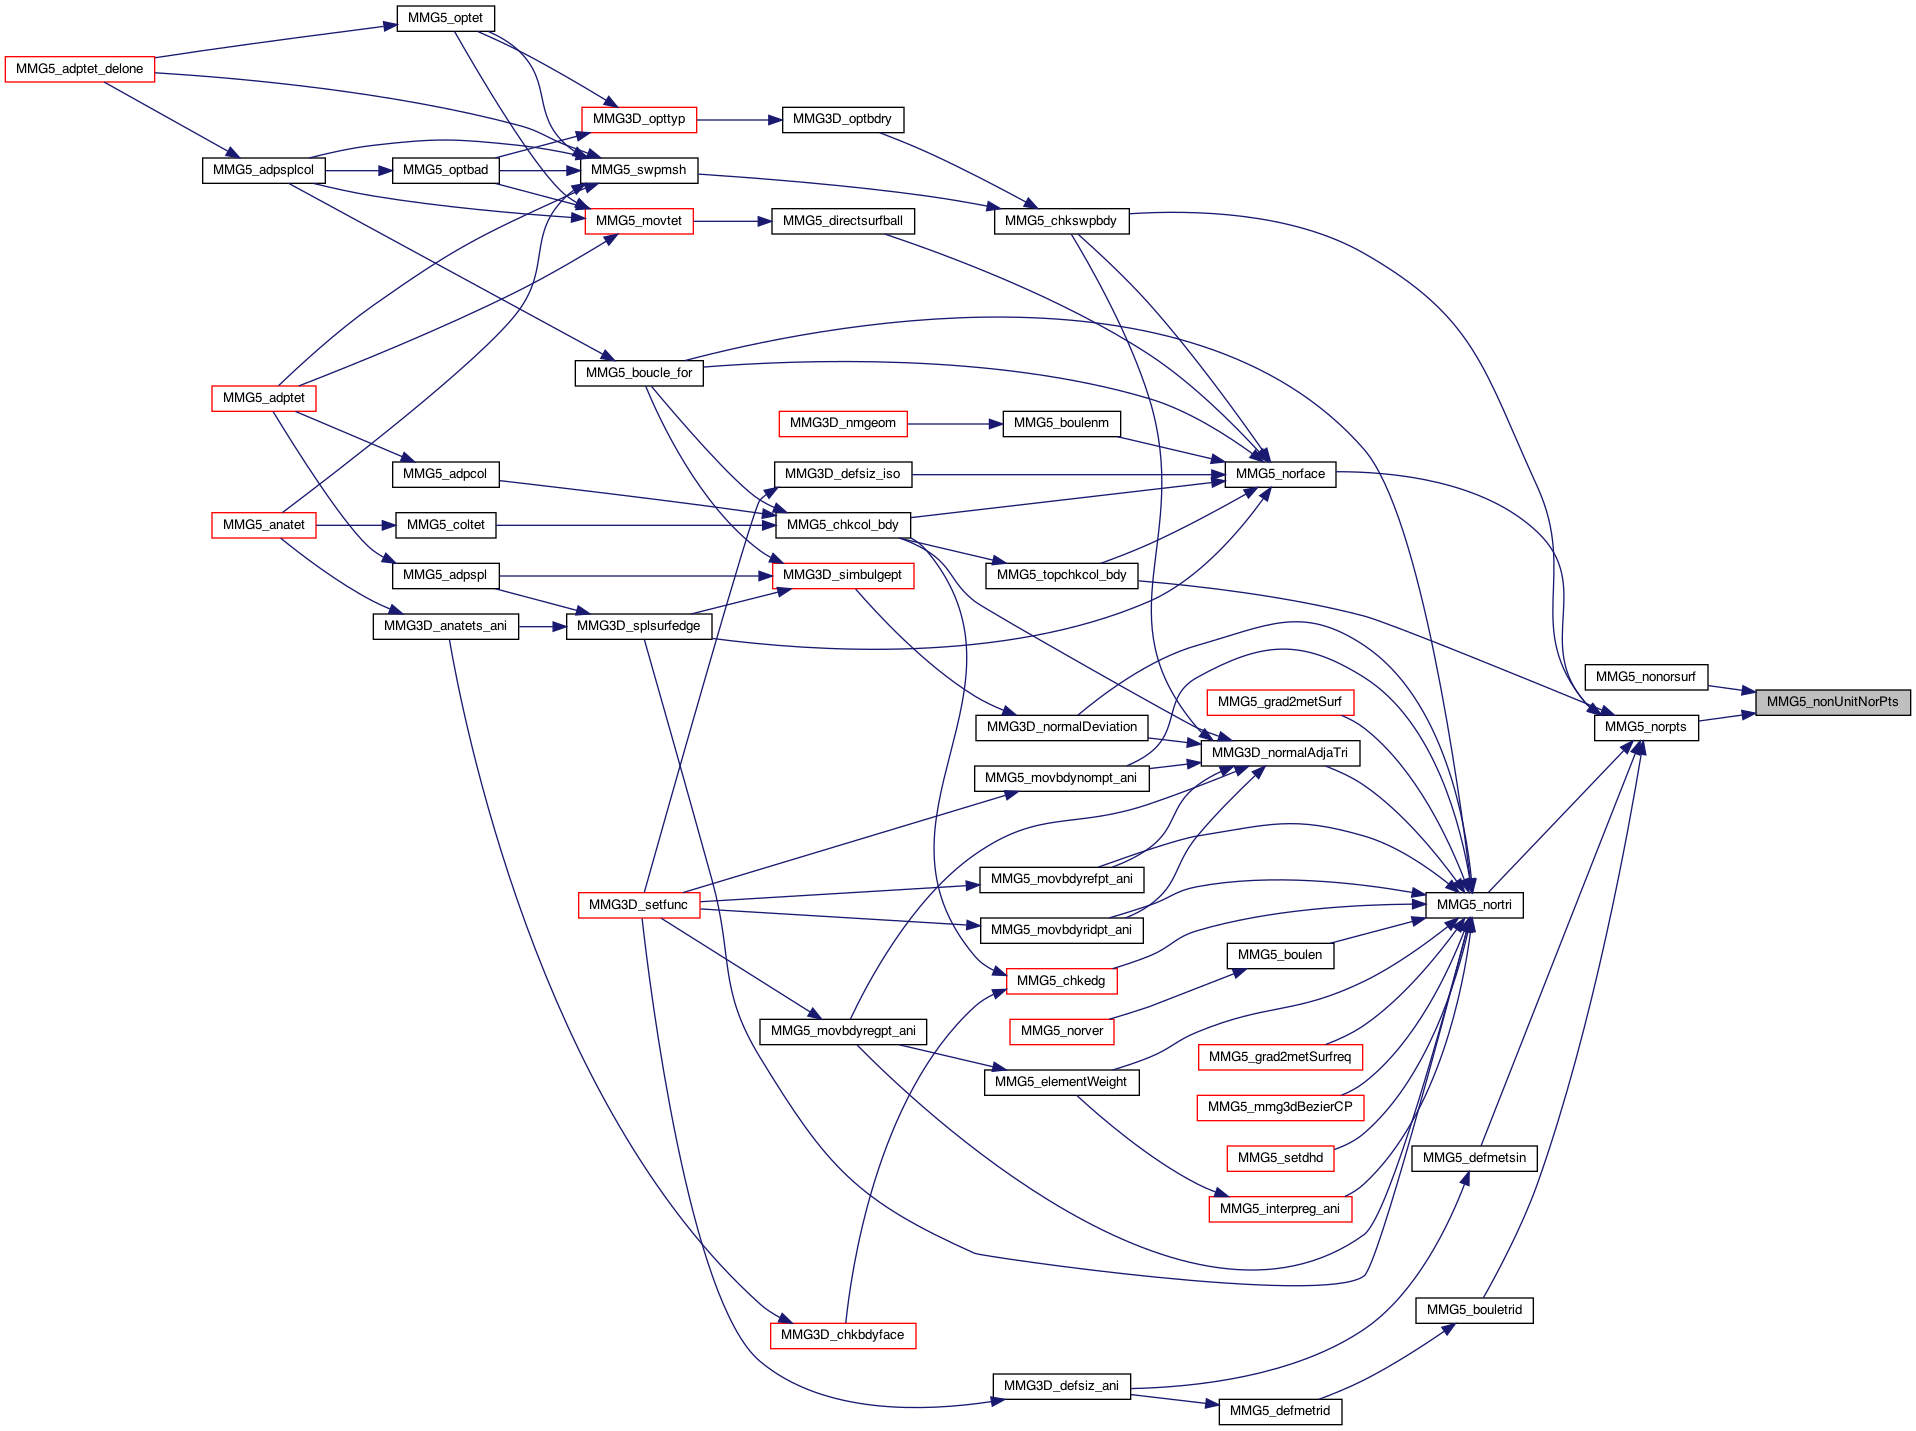 MMG5_optet
MMG5_adptet_delone
MMG3D_opttyp
MMG3D_optbdry
MMG5_adpsplcol
MMG5_optbad
MMG5_swpmsh
MMG5_movtet
MMG5_directsurfball
MMG5_chkswpbdy
MMG5_boucle_for
MMG5_adptet
MMG3D_nmgeom
MMG5_boulenm
MMG5_adpcol
MMG3D_defsiz_iso
MMG5_norface
MMG5_anatet
MMG5_coltet
MMG5_chkcol_bdy
MMG5_adpspl
MMG3D_simbulgept
MMG5_topchkcol_bdy
MMG3D_anatets_ani
MMG3D_splsurfedge
MMG5_nonorsurf
MMG5_nonUnitNorPts
MMG5_grad2metSurf
MMG3D_normalDeviation
MMG5_norpts
MMG3D_normalAdjaTri
MMG5_movbdynompt_ani
MMG5_movbdyrefpt_ani
MMG3D_setfunc
MMG5_nortri
MMG5_movbdyridpt_ani
MMG5_boulen
MMG5_chkedg
MMG5_movbdyregpt_ani
MMG5_norver
MMG5_grad2metSurfreq
MMG5_elementWeight
MMG5_mmg3dBezierCP
MMG5_setdhd
MMG5_defmetsin
MMG5_interpreg_ani
MMG5_bouletrid
MMG3D_chkbdyface
MMG3D_defsiz_ani
MMG5_defmetrid